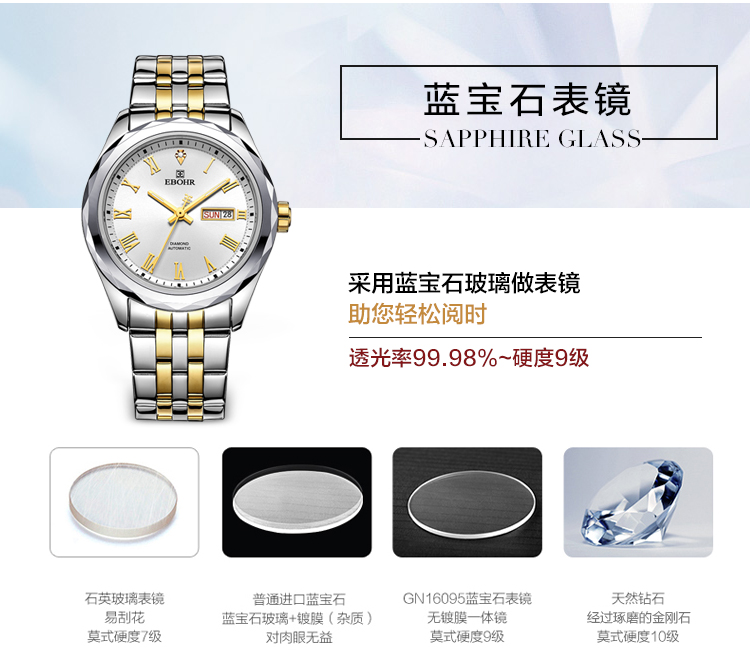 蓝宝石表镜
SAPPHIRE GLASS
EBOHR
SUN 28
DIAMOND
AUTOMATIC
采用蓝宝石玻璃做表镜
助您轻松阅时
透光率99.98%~硬度9级
石英玻璃表镜
易刮花
莫式硬度7级
普通进口蓝宝石
蓝宝石玻璃+镀膜（杂质）
对肉眼无益
GN16095蓝宝石表镜
无镀膜一体镜
莫式硬度9级
天然钻石
经过琢磨的金刚石
莫式硬度10级